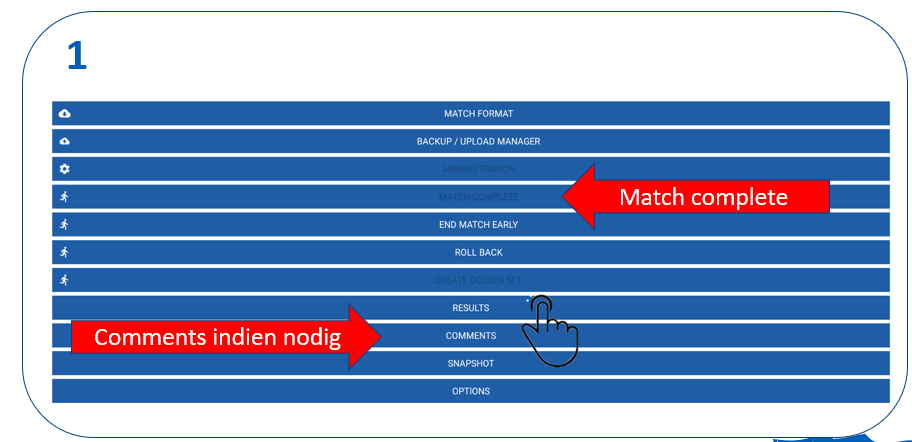 1
MATCH FORMAT
BACKUP / UPLOAD MANAGER
ADMINISTRATION
MATCH COMPLETE
Match complete
END MATCH EARLY
ROLL BACK
CREATE GOLDEN SET
RESULTS
Comments indien nodig
COMMENTS
SNAPSHOT
OPTIONS